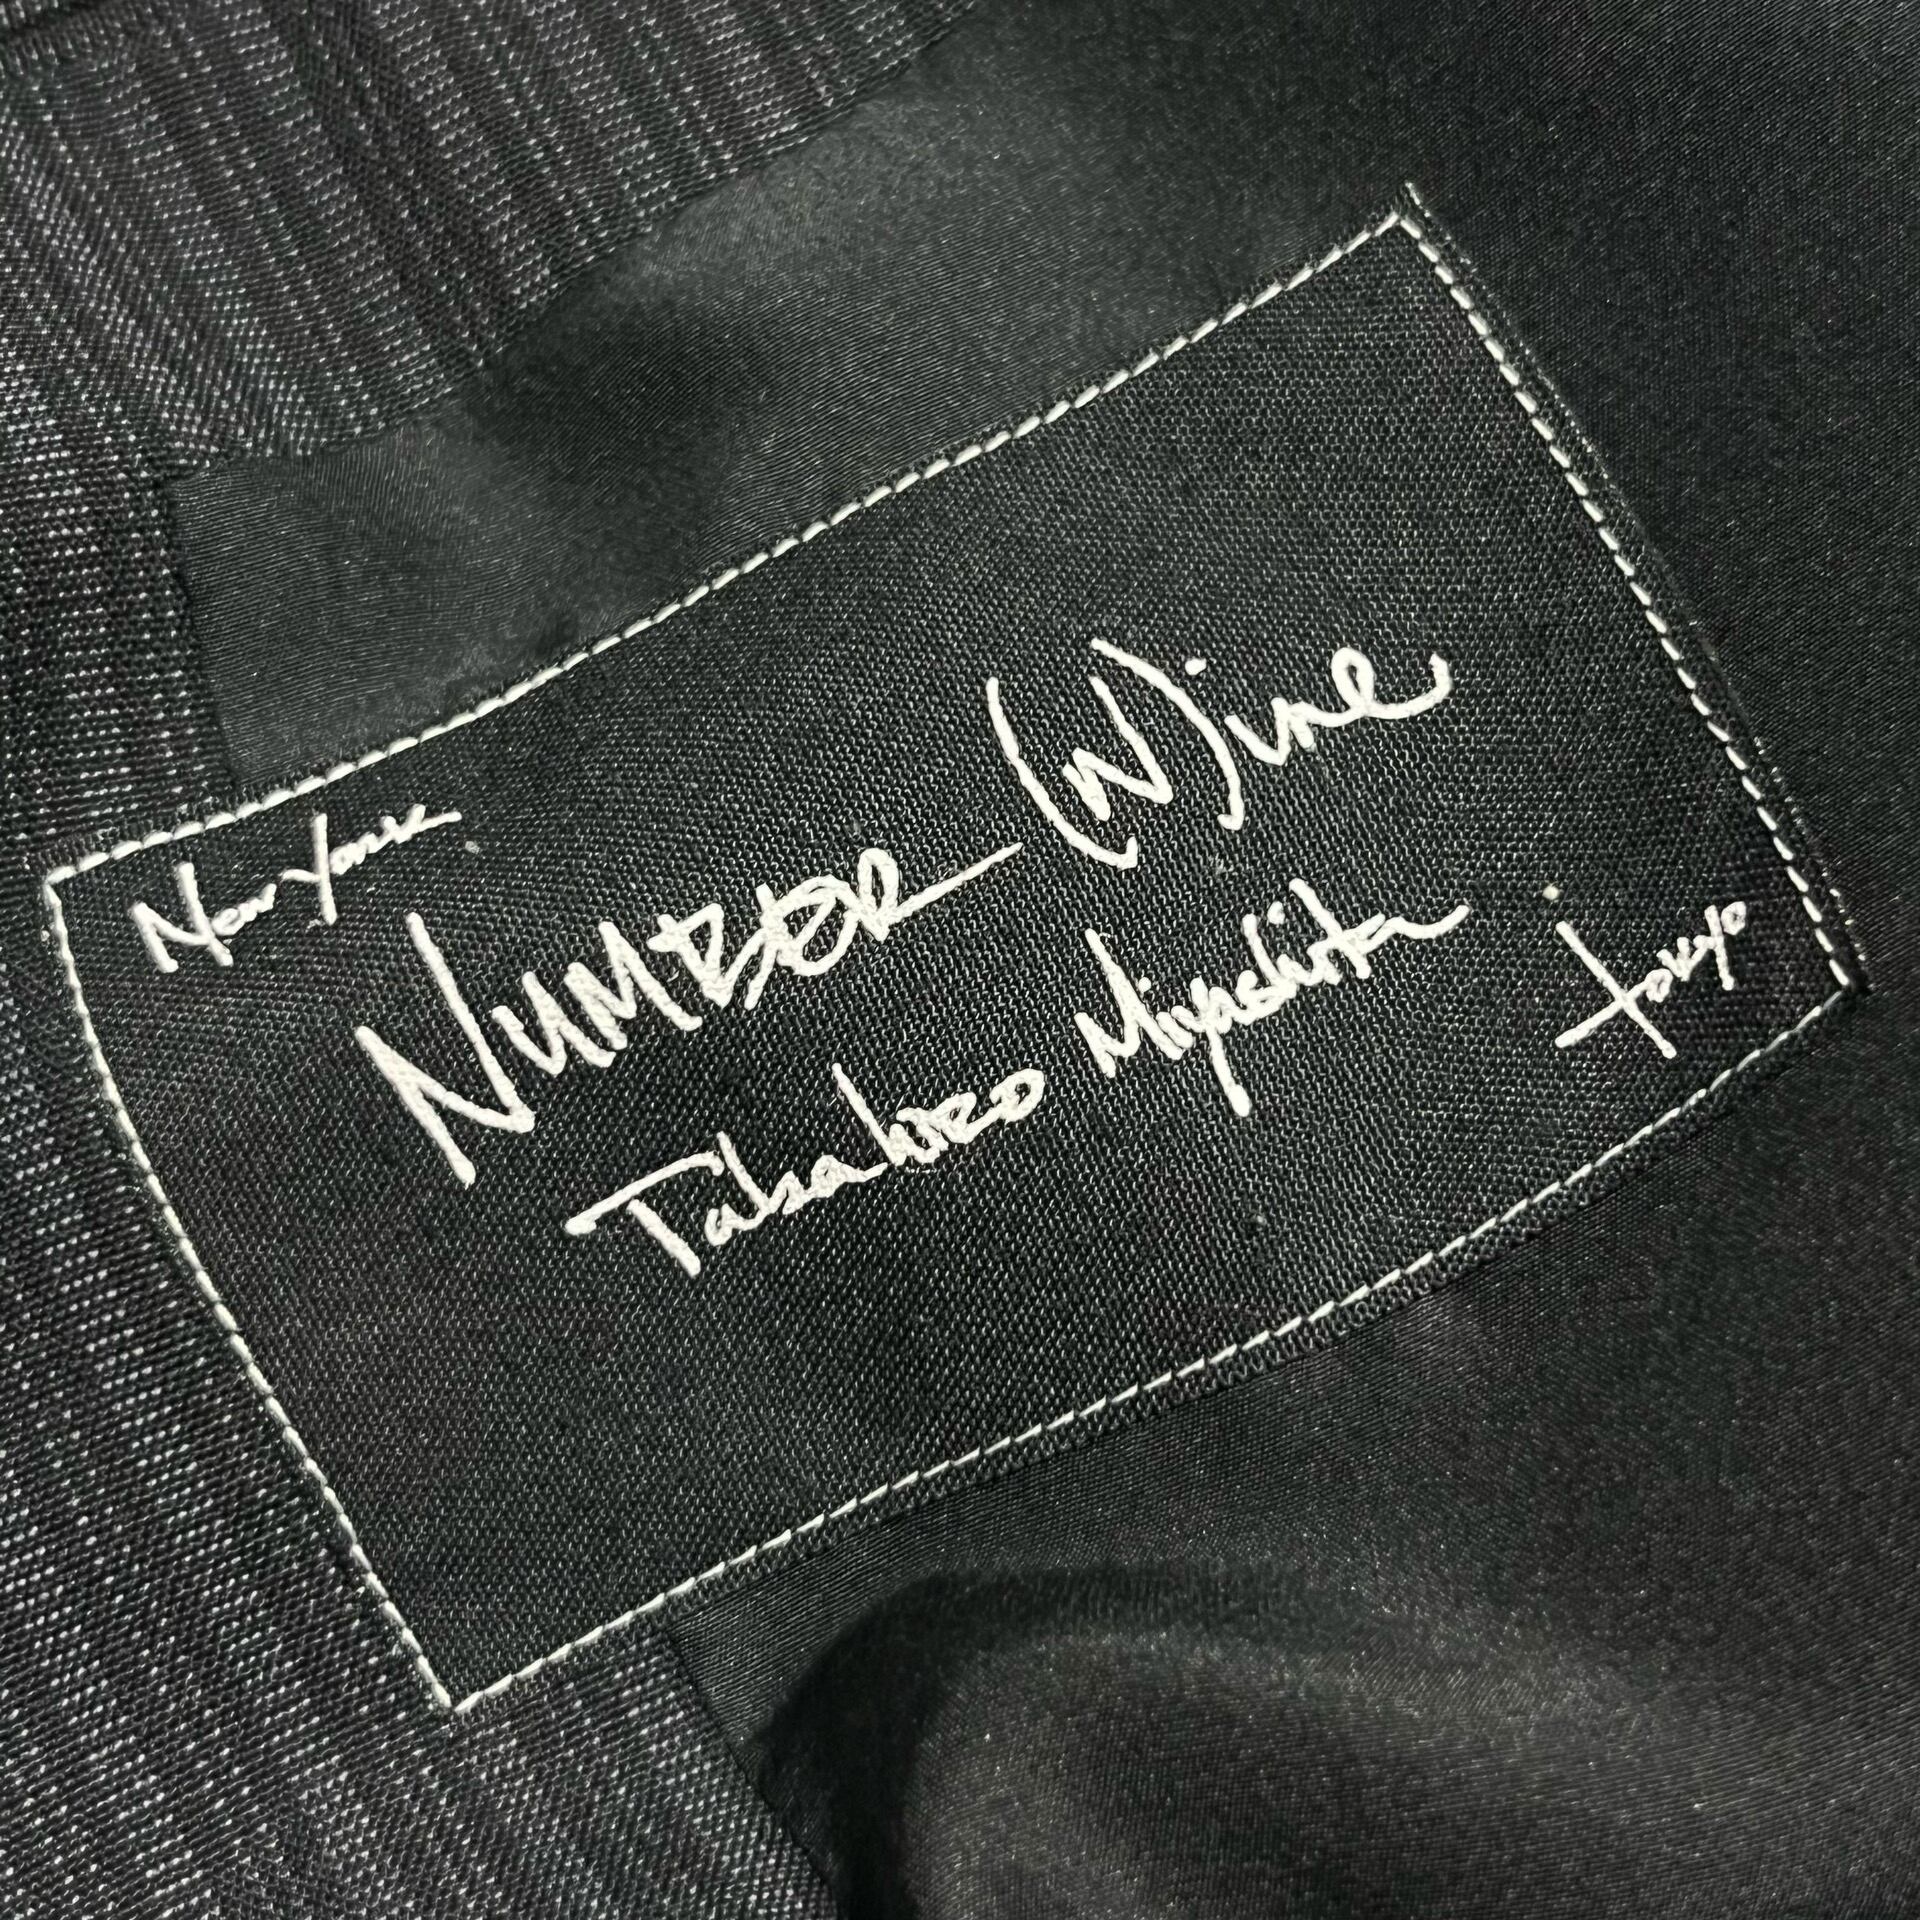 New York
NUMBER (N)ine
Takahiro Miyashita
Tokyo